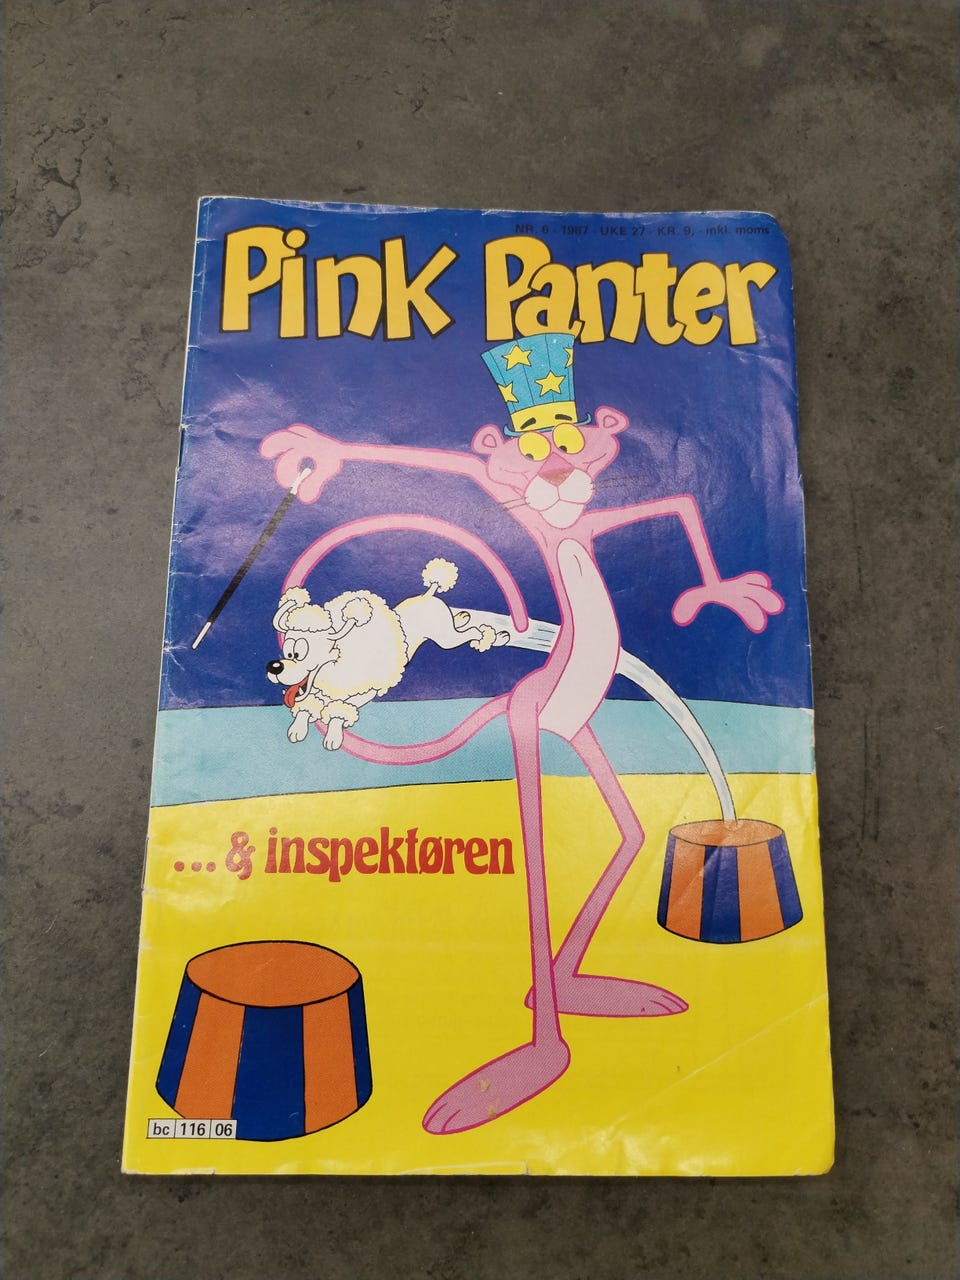 NR. 6 - 1987 - UKE 27 - KR. 9,- inkl. moms
Pink Panter
...& inspektøren
bc 116 06